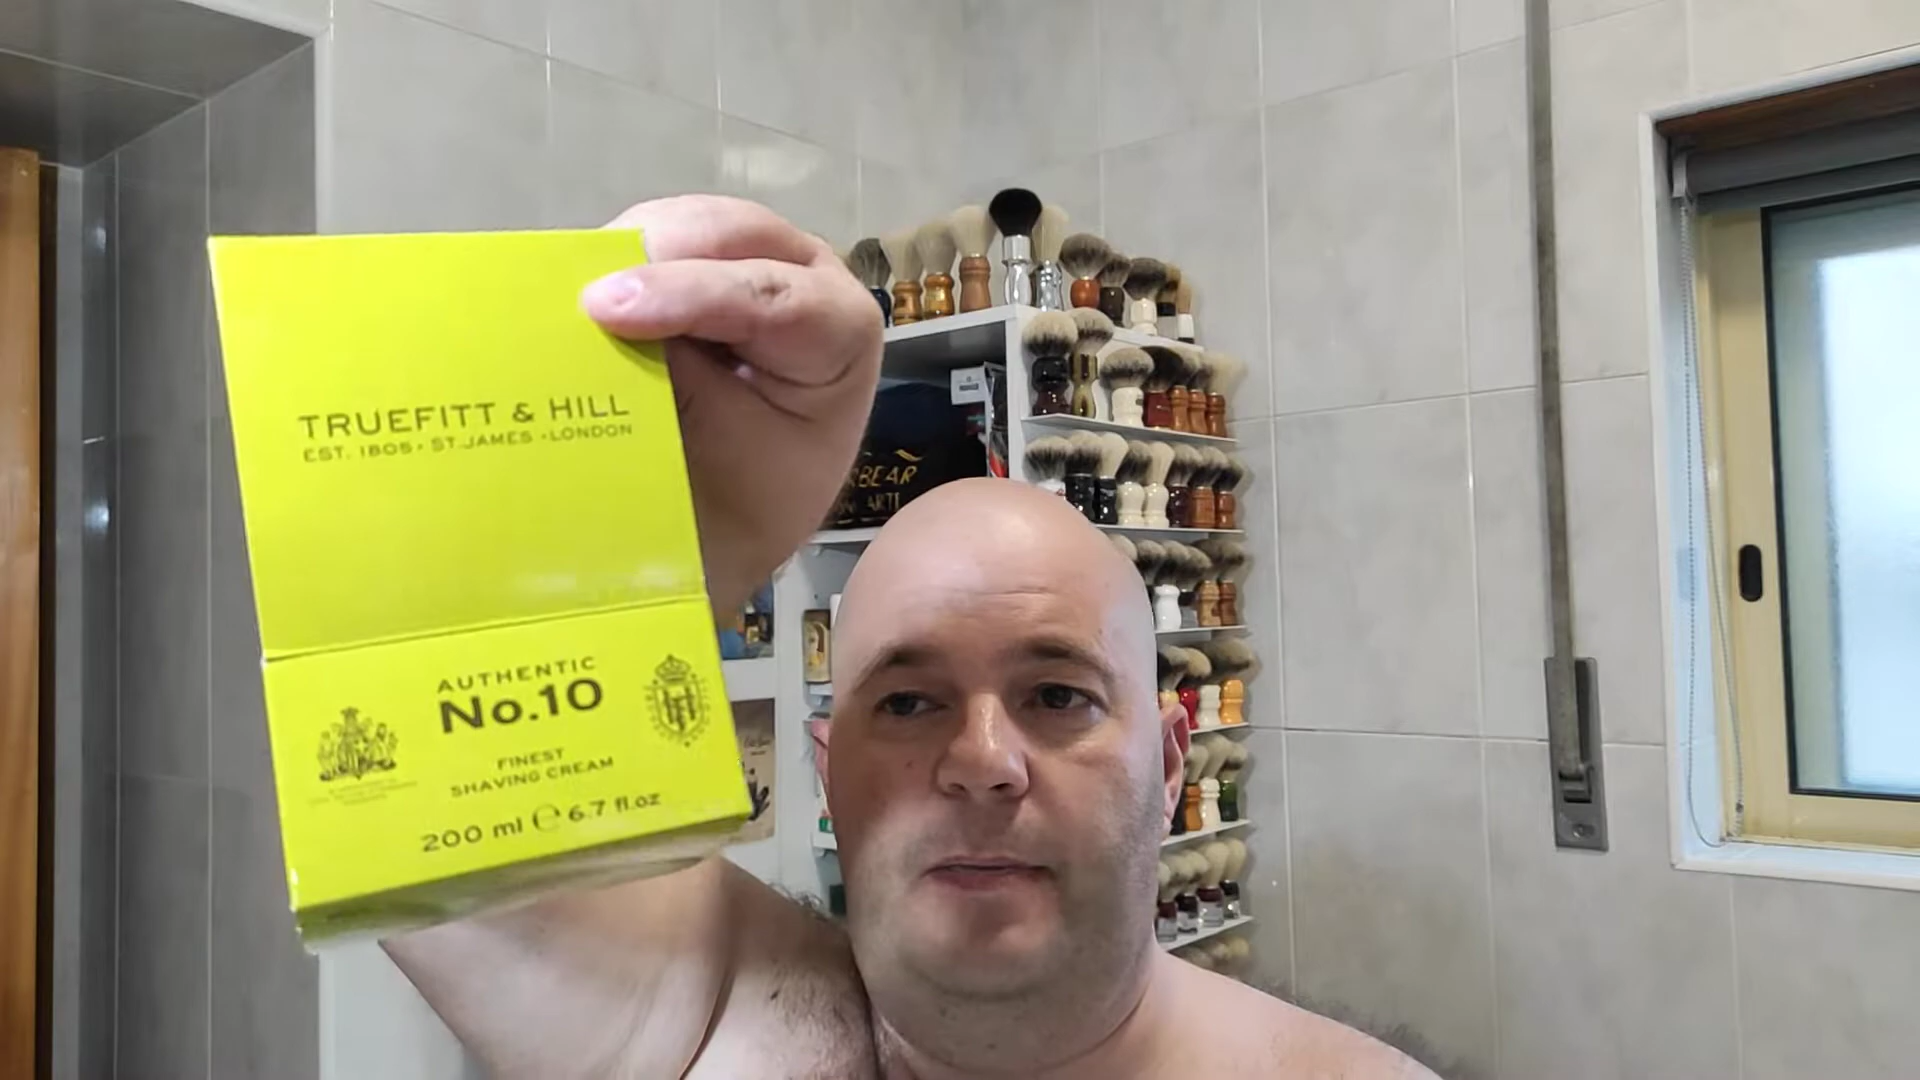 TRUEFITT & HILL
EST. 1805 · ST. JAMES · LONDON
AUTHENTIC
No.10
FINEST
SHAVING CREAM
200 ml ℮ 6.7 fl.oz
BEAR